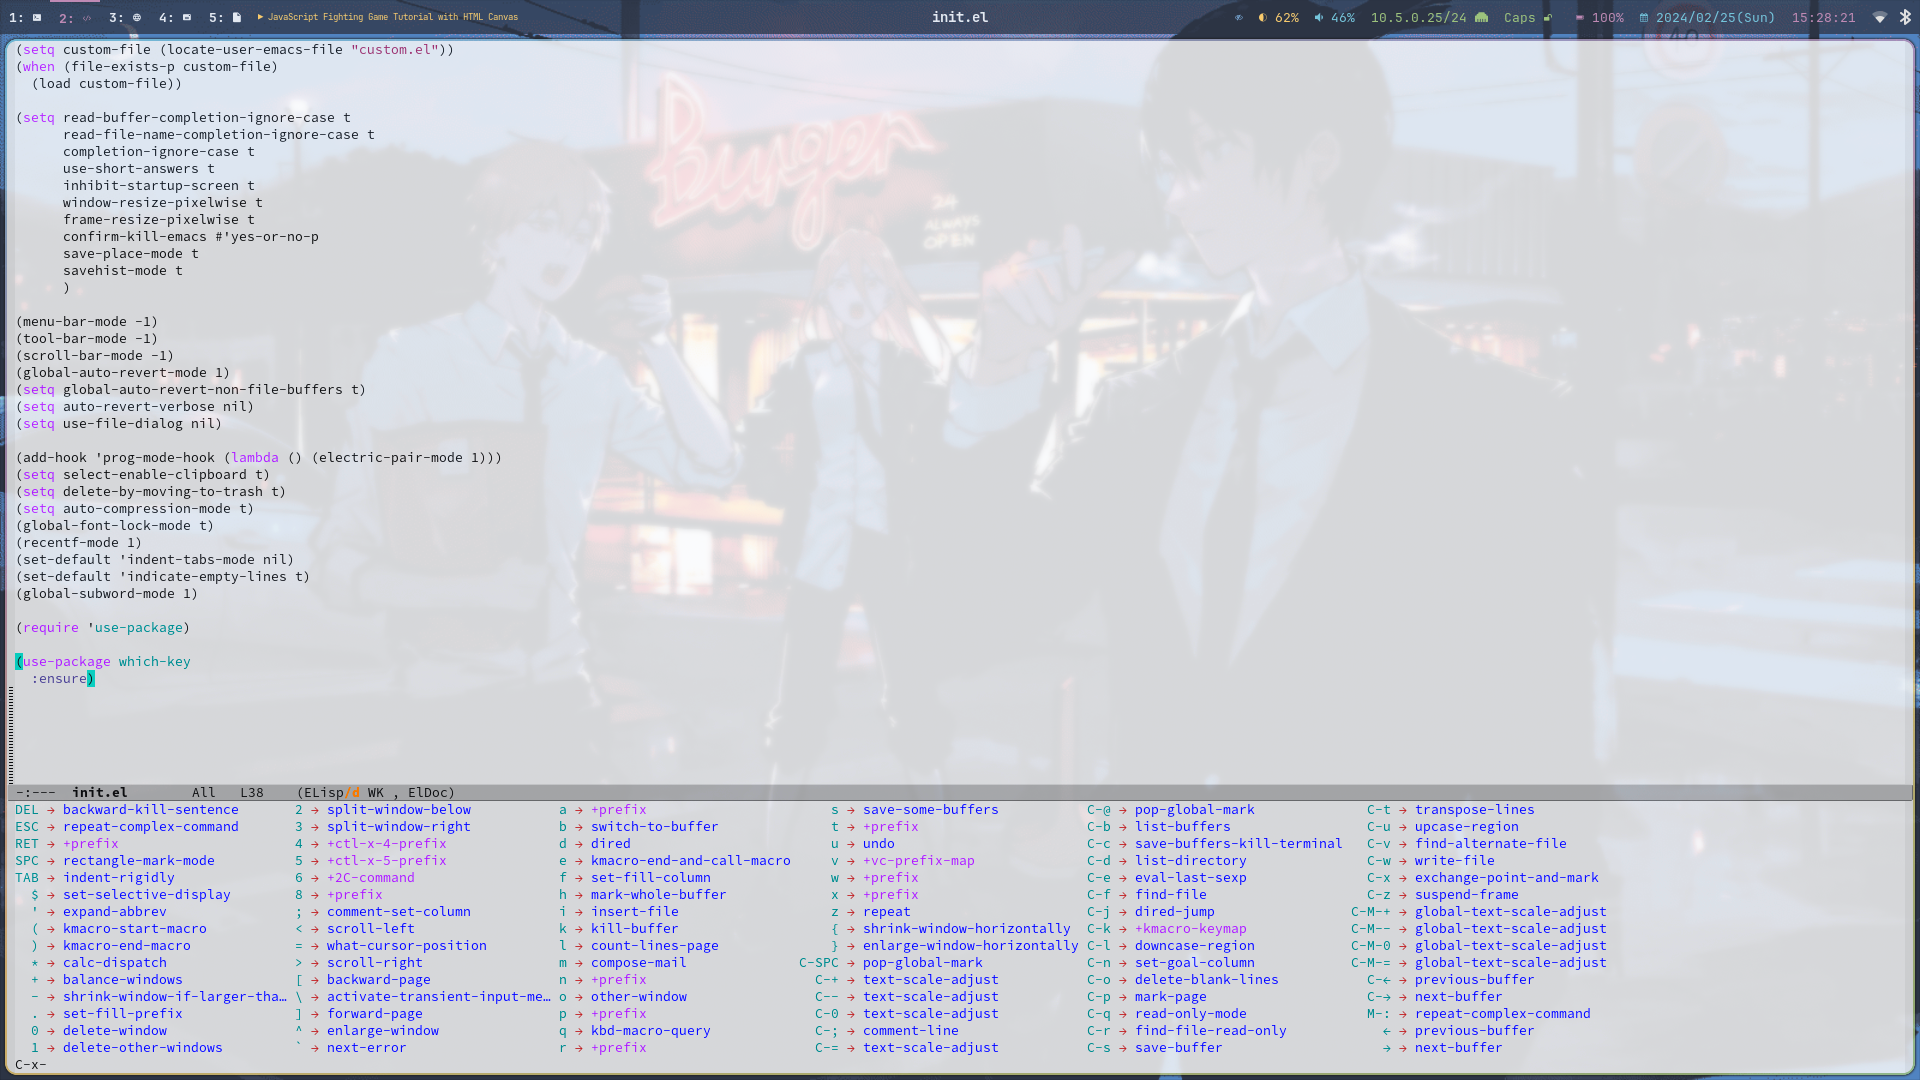 1: 2: 3: 4: 5: ▶ JavaScript Fighting Game Tutorial with HTML Canvas init.el 62% 46% 10.5.0.25/24 Caps 100% 2024/02/25(Sun) 15:28:21
(setq custom-file (locate-user-emacs-file "custom.el"))
(when (file-exists-p custom-file)
  (load custom-file))
(setq read-buffer-completion-ignore-case t
      read-file-name-completion-ignore-case t
      completion-ignore-case t
      use-short-answers t
      inhibit-startup-screen t
      window-resize-pixelwise t
      frame-resize-pixelwise t
      confirm-kill-emacs #'yes-or-no-p
      save-place-mode t
      savehist-mode t
      )
(menu-bar-mode -1)
(tool-bar-mode -1)
(scroll-bar-mode -1)
(global-auto-revert-mode 1)
(setq global-auto-revert-non-file-buffers t)
(setq auto-revert-verbose nil)
(setq use-file-dialog nil)
(add-hook 'prog-mode-hook (lambda () (electric-pair-mode 1)))
(setq select-enable-clipboard t)
(setq delete-by-moving-to-trash t)
(setq auto-compression-mode t)
(global-font-lock-mode t)
(recentf-mode 1)
(set-default 'indent-tabs-mode nil)
(set-default 'indicate-empty-lines t)
(global-subword-mode 1)
(require 'use-package)
(use-package which-key
  :ensure)
Burger
24
ALWAYS
OPEN
-:--- init.el All L38 (ELisp/d WK , ElDoc)
DEL → backward-kill-sentence 2 → split-window-below a → +prefix s → save-some-buffers C-@ → pop-global-mark C-t → transpose-lines
ESC → repeat-complex-command 3 → split-window-right b → switch-to-buffer t → +prefix C-b → list-buffers C-u → upcase-region
RET → +prefix 4 → +ctl-x-4-prefix d → dired u → undo C-c → save-buffers-kill-terminal C-v → find-alternate-file
SPC → rectangle-mark-mode 5 → +ctl-x-5-prefix e → kmacro-end-and-call-macro v → +vc-prefix-map C-d → list-directory C-w → write-file
TAB → indent-rigidly 6 → +2C-command f → set-fill-column w → +prefix C-e → eval-last-sexp C-x → exchange-point-and-mark
$ → set-selective-display 8 → +prefix h → mark-whole-buffer x → +prefix C-f → find-file C-z → suspend-frame
' → expand-abbrev ; → comment-set-column i → insert-file z → repeat C-j → dired-jump C-M-+ → global-text-scale-adjust
( → kmacro-start-macro < → scroll-left k → kill-buffer { → shrink-window-horizontally C-k → +kmacro-keymap C-M-- → global-text-scale-adjust
) → kmacro-end-macro = → what-cursor-position l → count-lines-page } → enlarge-window-horizontally C-l → downcase-region C-M-0 → global-text-scale-adjust
* → calc-dispatch > → scroll-right m → compose-mail C-SPC → pop-global-mark C-n → set-goal-column C-M-= → global-text-scale-adjust
+ → balance-windows [ → backward-page n → +prefix C-+ → text-scale-adjust C-o → delete-blank-lines C-← → previous-buffer
- → shrink-window-if-larger-tha… \ → activate-transient-input-me… o → other-window C-- → text-scale-adjust C-p → mark-page C-→ → next-buffer
. → set-fill-prefix ] → forward-page p → +prefix C-0 → text-scale-adjust C-q → read-only-mode M-: → repeat-complex-command
0 → delete-window ^ → enlarge-window q → kbd-macro-query C-; → comment-line C-r → find-file-read-only ← → previous-buffer
1 → delete-other-windows ` → next-error r → +prefix C-= → text-scale-adjust C-s → save-buffer → → next-buffer
C-x-